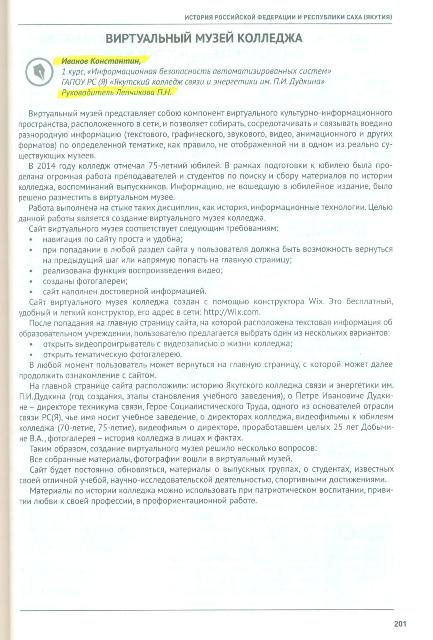 ИСТОРИЯ РОССИЙСКОЙ ФЕДЕРАЦИИ И РЕСПУБЛИКИ САХА (ЯКУТИЯ)
ВИРТУАЛЬНЫЙ МУЗЕЙ КОЛЛЕДЖА
Иванов Константин,
1 курс, «Информационная безопасность автоматизированных систем»
ГАПОУ РС (Я) «Якутский колледж связи и энергетики им. П.И. Дудкина»
Руководитель Лепчикова П.Н.
Виртуальный музей представляет собою компонент виртуального культурно-информационного
пространства, расположенного в сети, и позволяет собирать, сосредотачивать и связывать воедино
разнородную информацию (текстового, графического, звукового, видео, анимационного и других
форматов) по определенной тематике, как правило, не отображенной ни в одном из реально су-
ществующих музеев.
В 2014 году колледж отмечал 75-летний юбилей. В рамках подготовки к юбилею была про-
делана огромная работа преподавателей и студентов по поиску и сбору материалов по истории
колледжа, воспоминаний выпускников. Информацию, не вошедшую в юбилейное издание, было
решено разместить в виртуальном музее.
Работа выполнена на стыке таких дисциплин, как история, информационные технологии. Целью
данной работы является создание виртуального музея колледжа.
Сайт виртуального музея соответствует следующим требованиям:
• навигация по сайту проста и удобна;
• при попадании в любой раздел сайта у пользователя должна быть возможность вернуться
на предыдущий шаг или напрямую попасть на главную страницу;
• реализована функция воспроизведения видео;
• созданы фотогалереи;
• сайт наполнен достоверной информацией.
Сайт виртуального музея колледжа создан с помощью конструктора Wix. Это бесплатный,
удобный и легкий конструктор, его адрес в сети: http://Wix.com.
После попадания на главную страницу сайта, на которой расположена текстовая информация об
образовательном учреждении, пользователю предлагается выбрать один из нескольких вариантов:
• открыть видеопроигрыватель с видеозаписью о жизни колледжа;
• открыть тематическую фотогалерею.
В любой момент пользователь может вернуться на главную страницу, с которой может далее
продолжить ознакомление с сайтом.
На главной странице сайта расположили: историю Якутского колледжа связи и энергетики им.
П.И.Дудкина (год создания, этапы становления учебного заведения), о Петре Ивановиче Дудки-
не – директоре техникума связи, Герое Социалистического Труда, одного из основателей отрасли
связи РС(Я), чье имя носит учебное заведение, о директорах колледжа, видеофильмы к юбилеям
колледжа (70-летие, 75-летие), видеофильм о директоре, проработавшем целых 25 лет Добычи-
не В.А., фотогалерея – история колледжа в лицах и фактах.
Таким образом, создание виртуального музея решило несколько вопросы:
Все собранные материалы, фотографии вошли в виртуальный музей.
Сайт будет постоянно обновляться, материалы о выпускных группах, о студентах, известных
своей отличной учебой, научно-исследовательской деятельностью, спортивными достижениями.
Материалы по истории колледжа можно использовать при патриотическом воспитании, приви-
тии любви к своей профессии, в профориентационной работе.
201